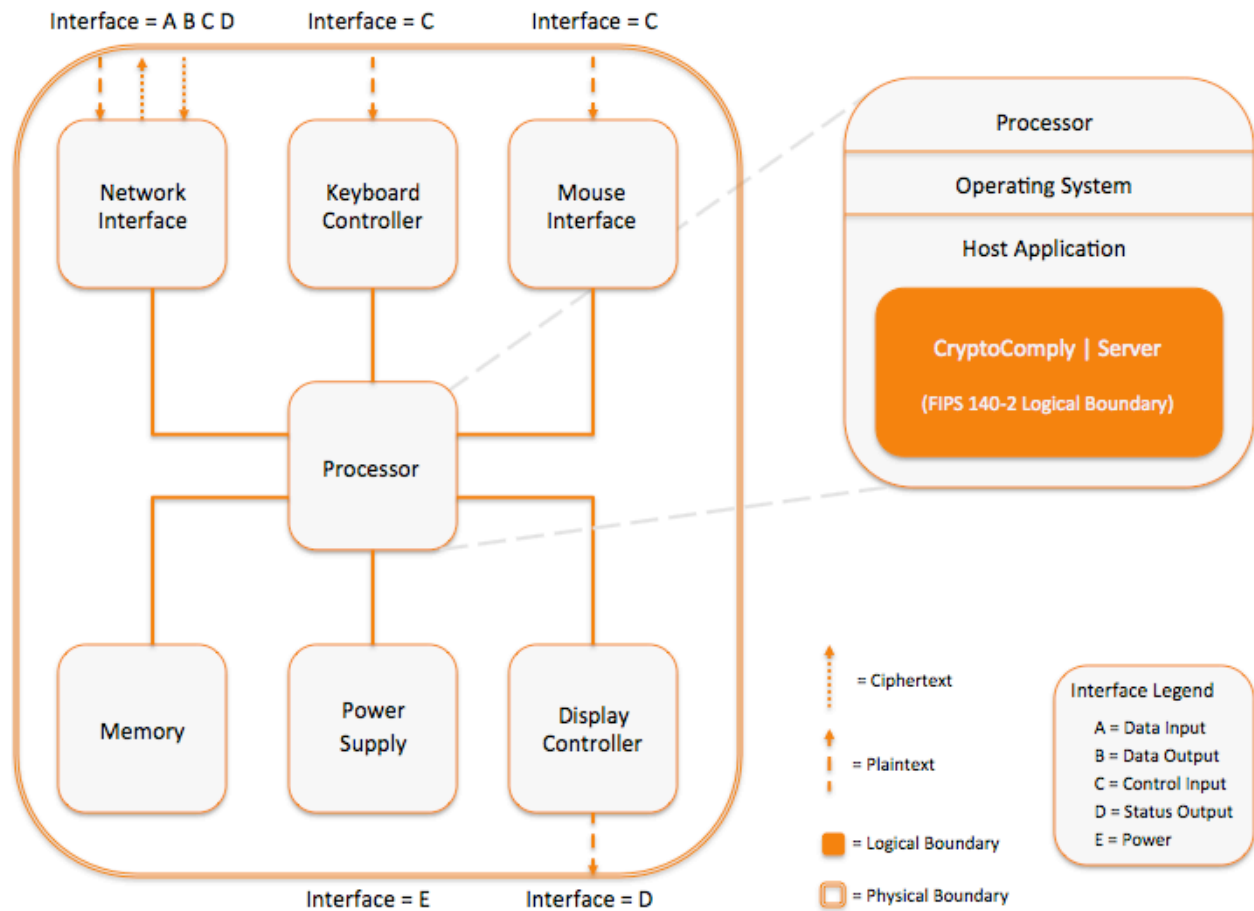 Interface = A B C D
Interface = C
Interface = C
Network
Interface
Keyboard
Controller
Mouse
Interface
Processor
Memory
Power
Supply
Display
Controller
Interface = E
Interface = D
Processor
Operating System
Host Application
CryptoComply | Server
(FIPS 140-2 Logical Boundary)
= Ciphertext
= Plaintext
= Logical Boundary
= Physical Boundary
Interface Legend
A = Data Input
B = Data Output
C = Control Input
D = Status Output
E = Power